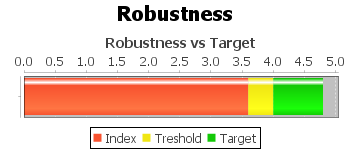 Robustness
Robustness vs Target
0.0 0.5 1.0 1.5 2.0 2.5 3.0 3.5 4.0 4.5 5.0
Index Treshold Target